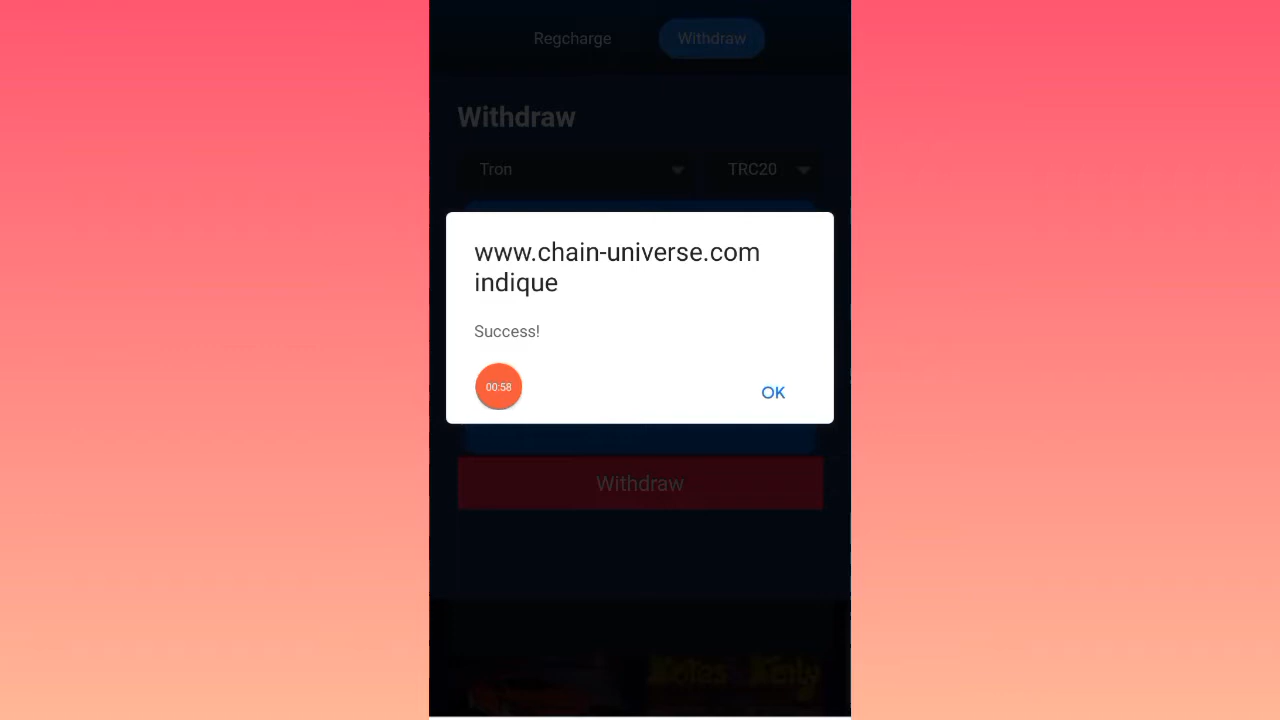 Regcharge Withdraw
Withdraw
Tron TRC20
www.chain-universe.com
indique
Success!
00:58
OK
Withdraw